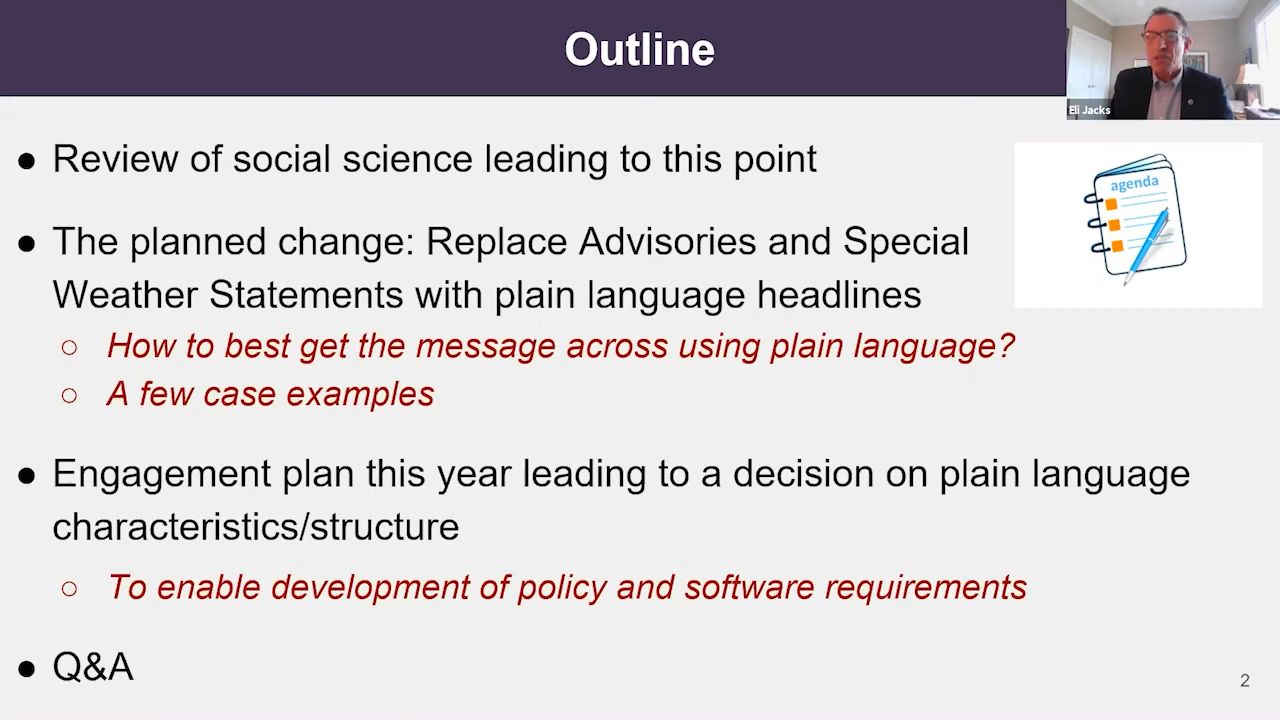 Outline
Eli Jacks
● Review of social science leading to this point
agenda
● The planned change: Replace Advisories and Special
Weather Statements with plain language headlines
○ How to best get the message across using plain language?
○ A few case examples
● Engagement plan this year leading to a decision on plain language
characteristics/structure
○ To enable development of policy and software requirements
● Q&A
2